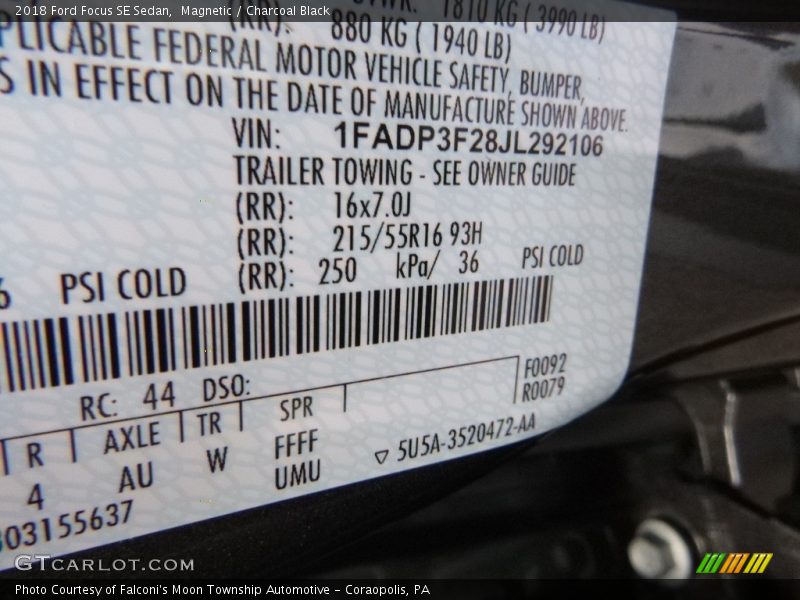 2018 Ford Focus SE Sedan, Magnetic / Charcoal Black
1810 KG ( 3990 LB)
(RR): 880 KG ( 1940 LB)
PLICABLE FEDERAL MOTOR VEHICLE SAFETY, BUMPER,
S IN EFFECT ON THE DATE OF MANUFACTURE SHOWN ABOVE.
VIN: 1FADP3F28JL292106
TRAILER TOWING - SEE OWNER GUIDE
(RR): 16x7.0J
(RR): 215/55R16 93H
6 PSI COLD (RR): 250 kPa/ 36 PSI COLD
RC: 44 DSO:
F0092
R0079
R AXLE TR SPR
4 AU W FFFF
UMU
▽ 5U5A-3520472-AA
303155637
GTCARLOT.COM
Photo Courtesy of Falconi's Moon Township Automotive – Coraopolis, PA